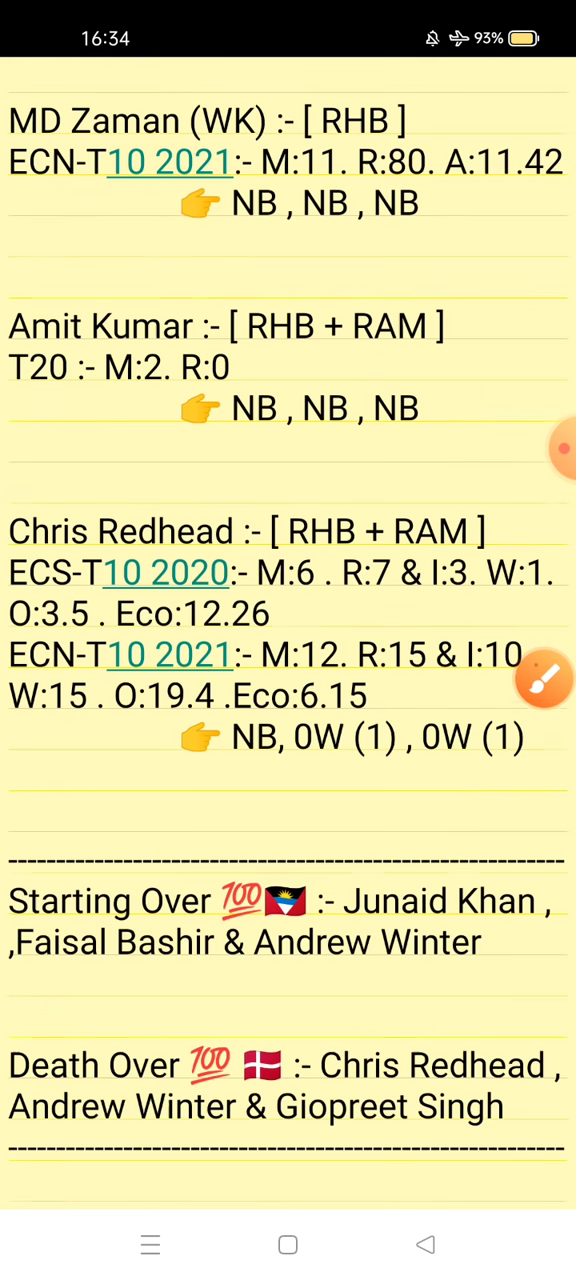 16:34
93%
MD Zaman (WK) :- [ RHB ]
ECN-T10 2021:- M:11. R:80. A:11.42
👉 NB , NB , NB
Amit Kumar :- [ RHB + RAM ]
T20 :- M:2. R:0
👉 NB , NB , NB
Chris Redhead :- [ RHB + RAM ]
ECS-T10 2020:- M:6 . R:7 & I:3. W:1.
O:3.5 . Eco:12.26
ECN-T10 2021:- M:12. R:15 & I:10 .
W:15 . O:19.4 .Eco:6.15
👉 NB, 0W (1) , 0W (1)
------------------------------------------------------------
Starting Over 💯🇦🇬 :- Junaid Khan ,
,Faisal Bashir & Andrew Winter
Death Over 💯 🇩🇰 :- Chris Redhead ,
Andrew Winter & Giopreet Singh
------------------------------------------------------------